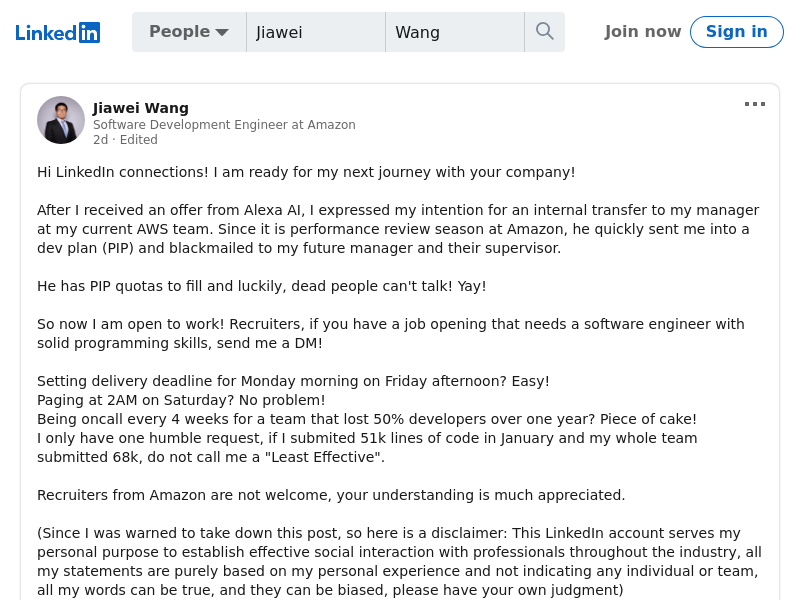 Linked in
People
Jiawei
Wang
Join now
Sign in
Jiawei Wang
Software Development Engineer at Amazon
2d · Edited
Hi LinkedIn connections! I am ready for my next journey with your company!
After I received an offer from Alexa AI, I expressed my intention for an internal transfer to my manager
at my current AWS team. Since it is performance review season at Amazon, he quickly sent me into a
dev plan (PIP) and blackmailed to my future manager and their supervisor.
He has PIP quotas to fill and luckily, dead people can't talk! Yay!
So now I am open to work! Recruiters, if you have a job opening that needs a software engineer with
solid programming skills, send me a DM!
Setting delivery deadline for Monday morning on Friday afternoon? Easy!
Paging at 2AM on Saturday? No problem!
Being oncall every 4 weeks for a team that lost 50% developers over one year? Piece of cake!
I only have one humble request, if I submited 51k lines of code in January and my whole team
submitted 68k, do not call me a "Least Effective".
Recruiters from Amazon are not welcome, your understanding is much appreciated.
(Since I was warned to take down this post, so here is a disclaimer: This LinkedIn account serves my
personal purpose to establish effective social interaction with professionals throughout the industry, all
my statements are purely based on my personal experience and not indicating any individual or team,
all my words can be true, and they can be biased, please have your own judgment)